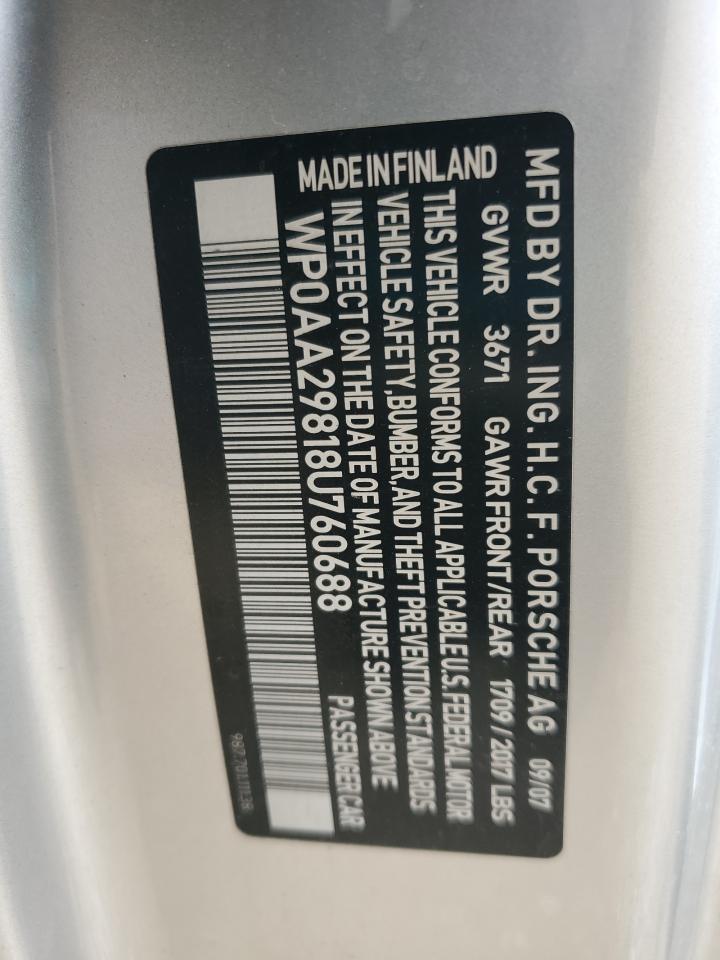 MFD BY DR. ING. H.C. F. PORSCHE AG 09/07
GVWR 3671 GAWR FRONT/REAR 1709 / 2017 LBS
THIS VEHICLE CONFORMS TO ALL APPLICABLE U.S. FEDERAL MOTOR
VEHICLE SAFETY, BUMBER, AND THEFT PREVENTION STANDARDS
IN EFFECT ON THE DATE OF MANUFACTURE SHOWN ABOVE
MADE IN FINLAND
WP0AA29818U760688 PASSENGER CAR